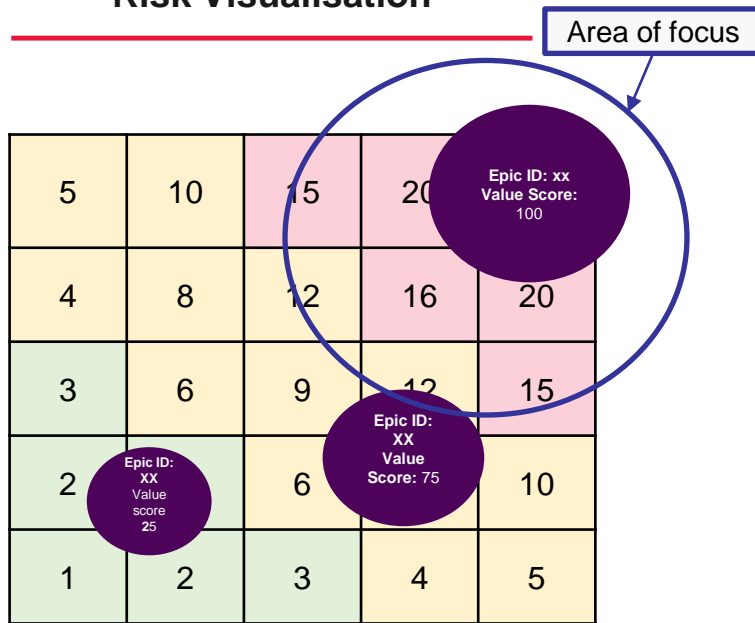 Risk Visualisation
Area of focus
5 10 15 20
Epic ID: xx
Value Score:
100
4 8 12 16 20
3 6 9 12 15
Epic ID:
XX
Value
Score: 75
2 6 10
Epic ID:
XX
Value
score
25
1 2 3 4 5